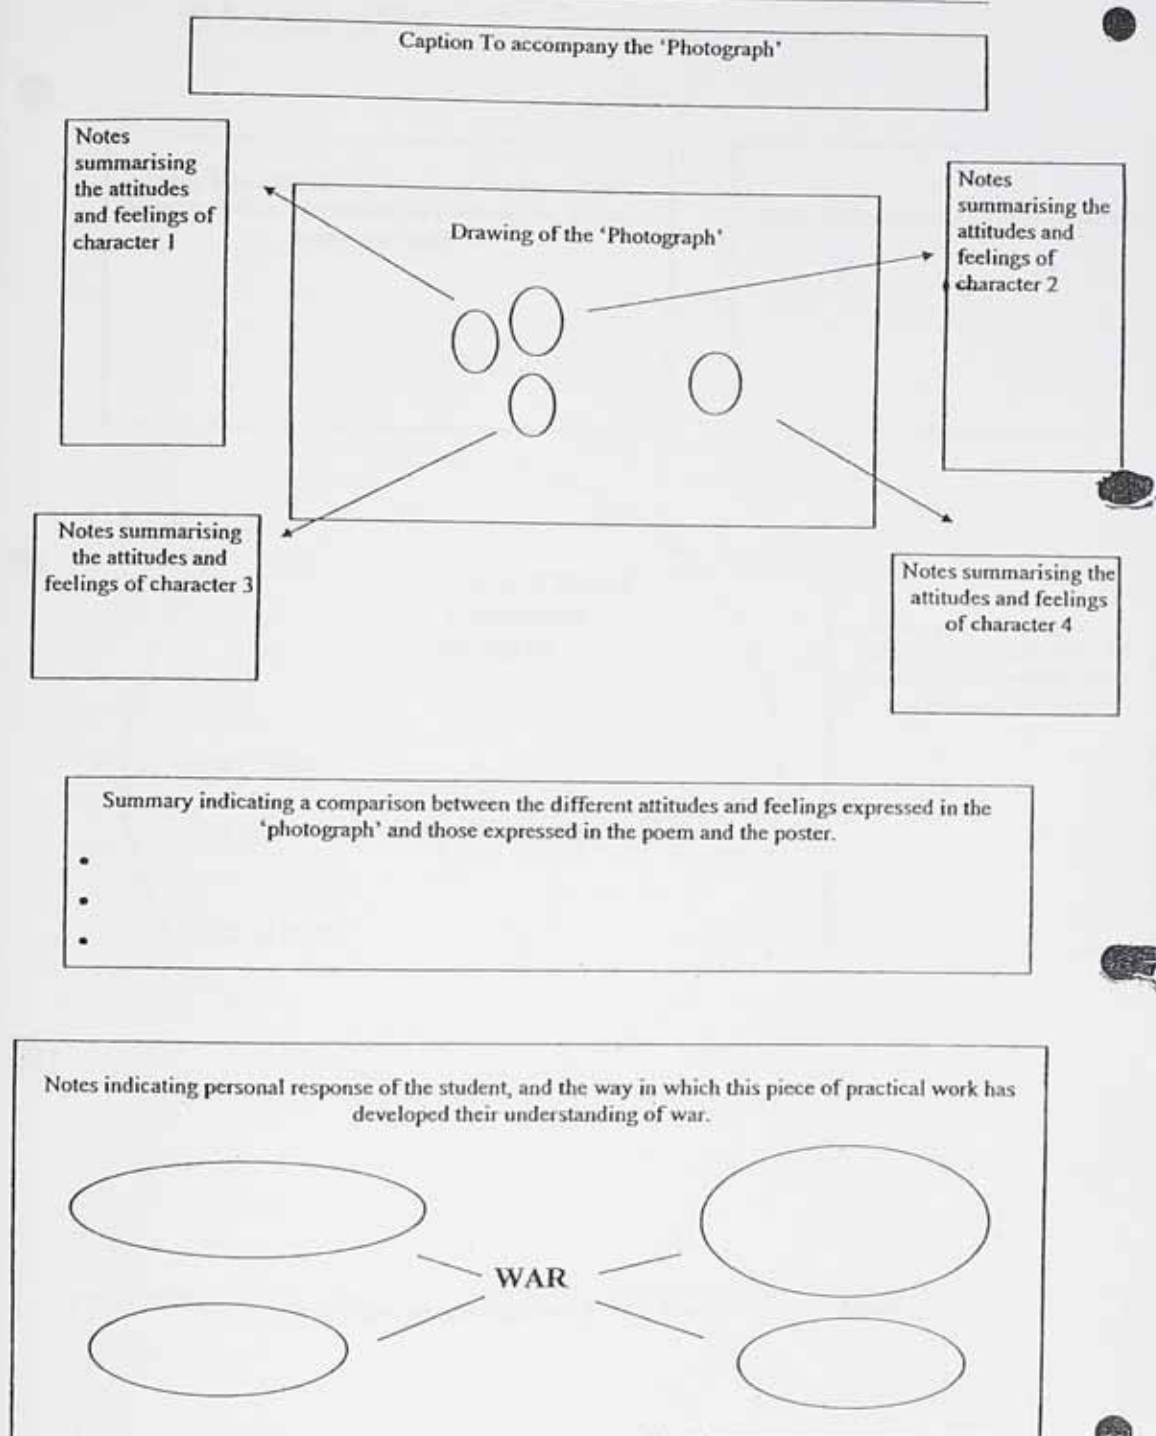 Caption To accompany the ‘Photograph’
Notes
summarising
the attitudes
and feelings of
character 1
Drawing of the ‘Photograph’
Notes
summarising the
attitudes and
feelings of
character 2
Notes summarising
the attitudes and
feelings of character 3
Notes summarising the
attitudes and feelings
of character 4
Summary indicating a comparison between the different attitudes and feelings expressed in the
‘photograph’ and those expressed in the poem and the poster.
•
•
•
Notes indicating personal response of the student, and the way in which this piece of practical work has
developed their understanding of war.
WAR